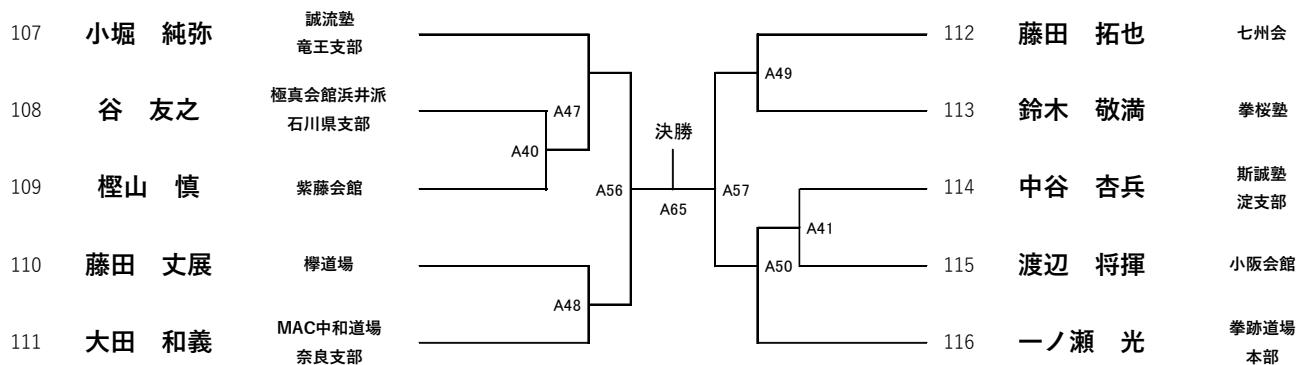 107 小堀 純弥 誠流塾
竜王支部
108 谷 友之 極真会館浜井派
石川県支部
109 樫山 慎 紫藤会館
110 藤田 丈展 欅道場
111 大田 和義 MAC中和道場
奈良支部
A47
A40
A56
A48
決勝
A65
A49
A57
A41
A50
112 藤田 拓也 七州会
113 鈴木 敬満 拳桜塾
114 中谷 杏兵 斯誠塾
淀支部
115 渡辺 将揮 小阪会館
116 一ノ瀬 光 拳跡道場
本部